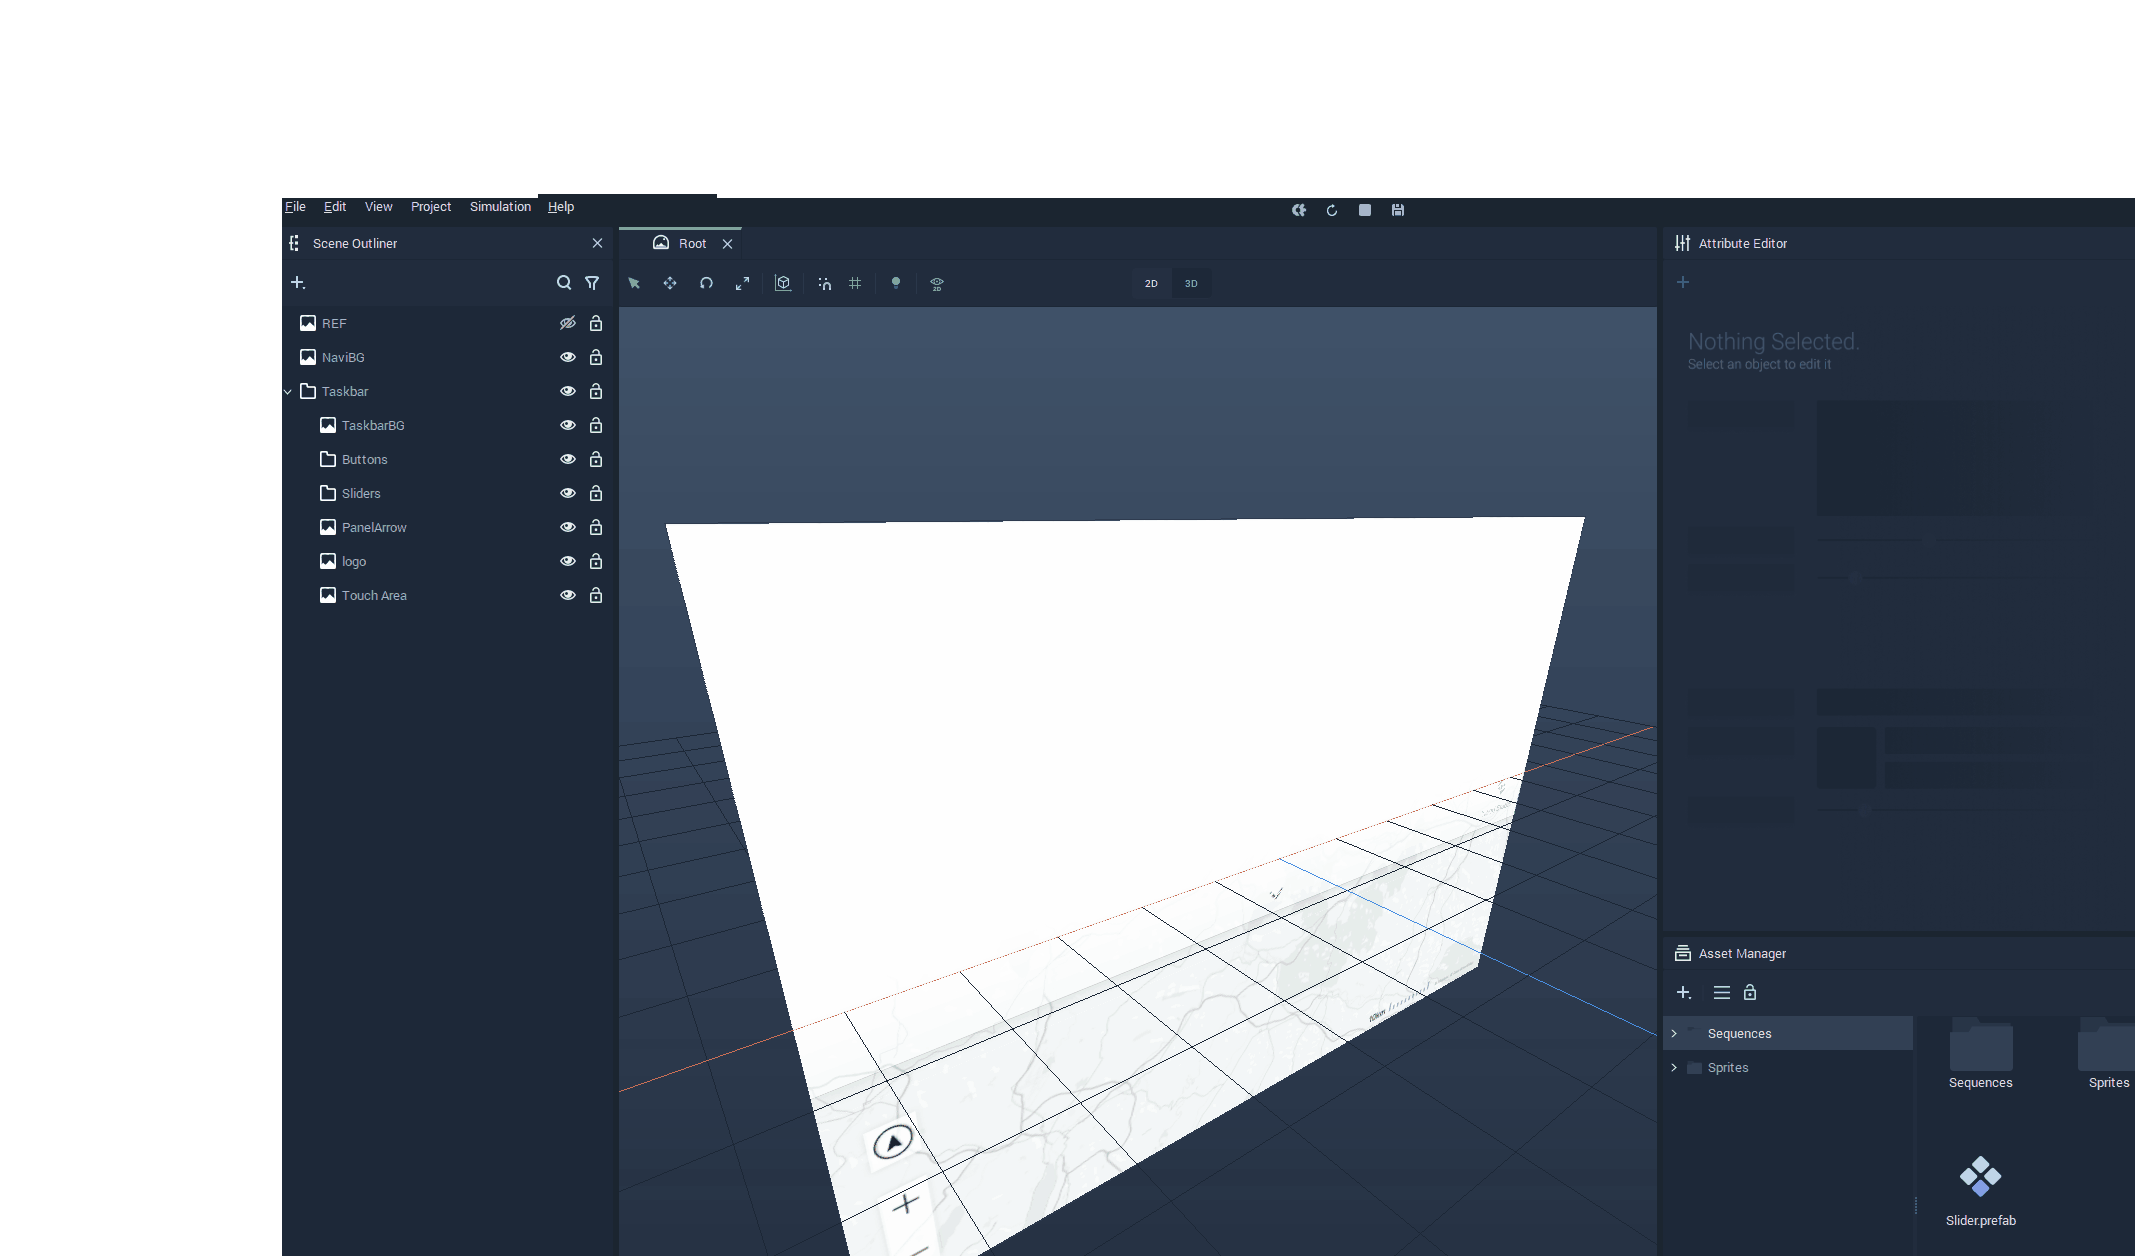 File Edit View Project Simulation Help
Scene Outliner
Root
Attribute Editor
2D 3D
REF
NaviBG
Taskbar
TaskbarBG
Buttons
Sliders
PanelArrow
logo
Touch Area
Nothing Selected.
Select an object to edit it
Asset Manager
Sequences
Sprites
Sequences
Sprites
Slider.prefab